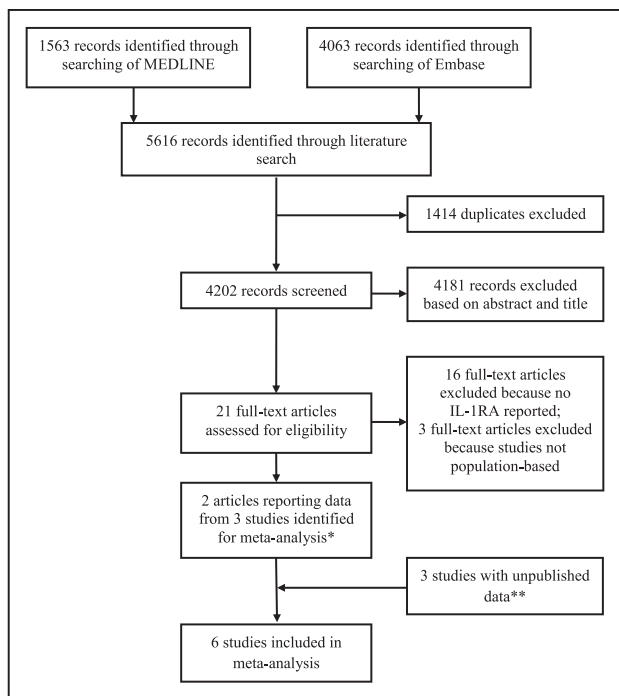 1563 records identified through
searching of MEDLINE
4063 records identified through
searching of Embase
5616 records identified through literature
search
1414 duplicates excluded
4202 records screened
4181 records excluded
based on abstract and title
21 full-text articles
assessed for eligibility
16 full-text articles
excluded because no
IL-1RA reported;
3 full-text articles excluded
because studies not
population-based
2 articles reporting data
from 3 studies identified
for meta-analysis*
3 studies with unpublished
data**
6 studies included in
meta-analysis